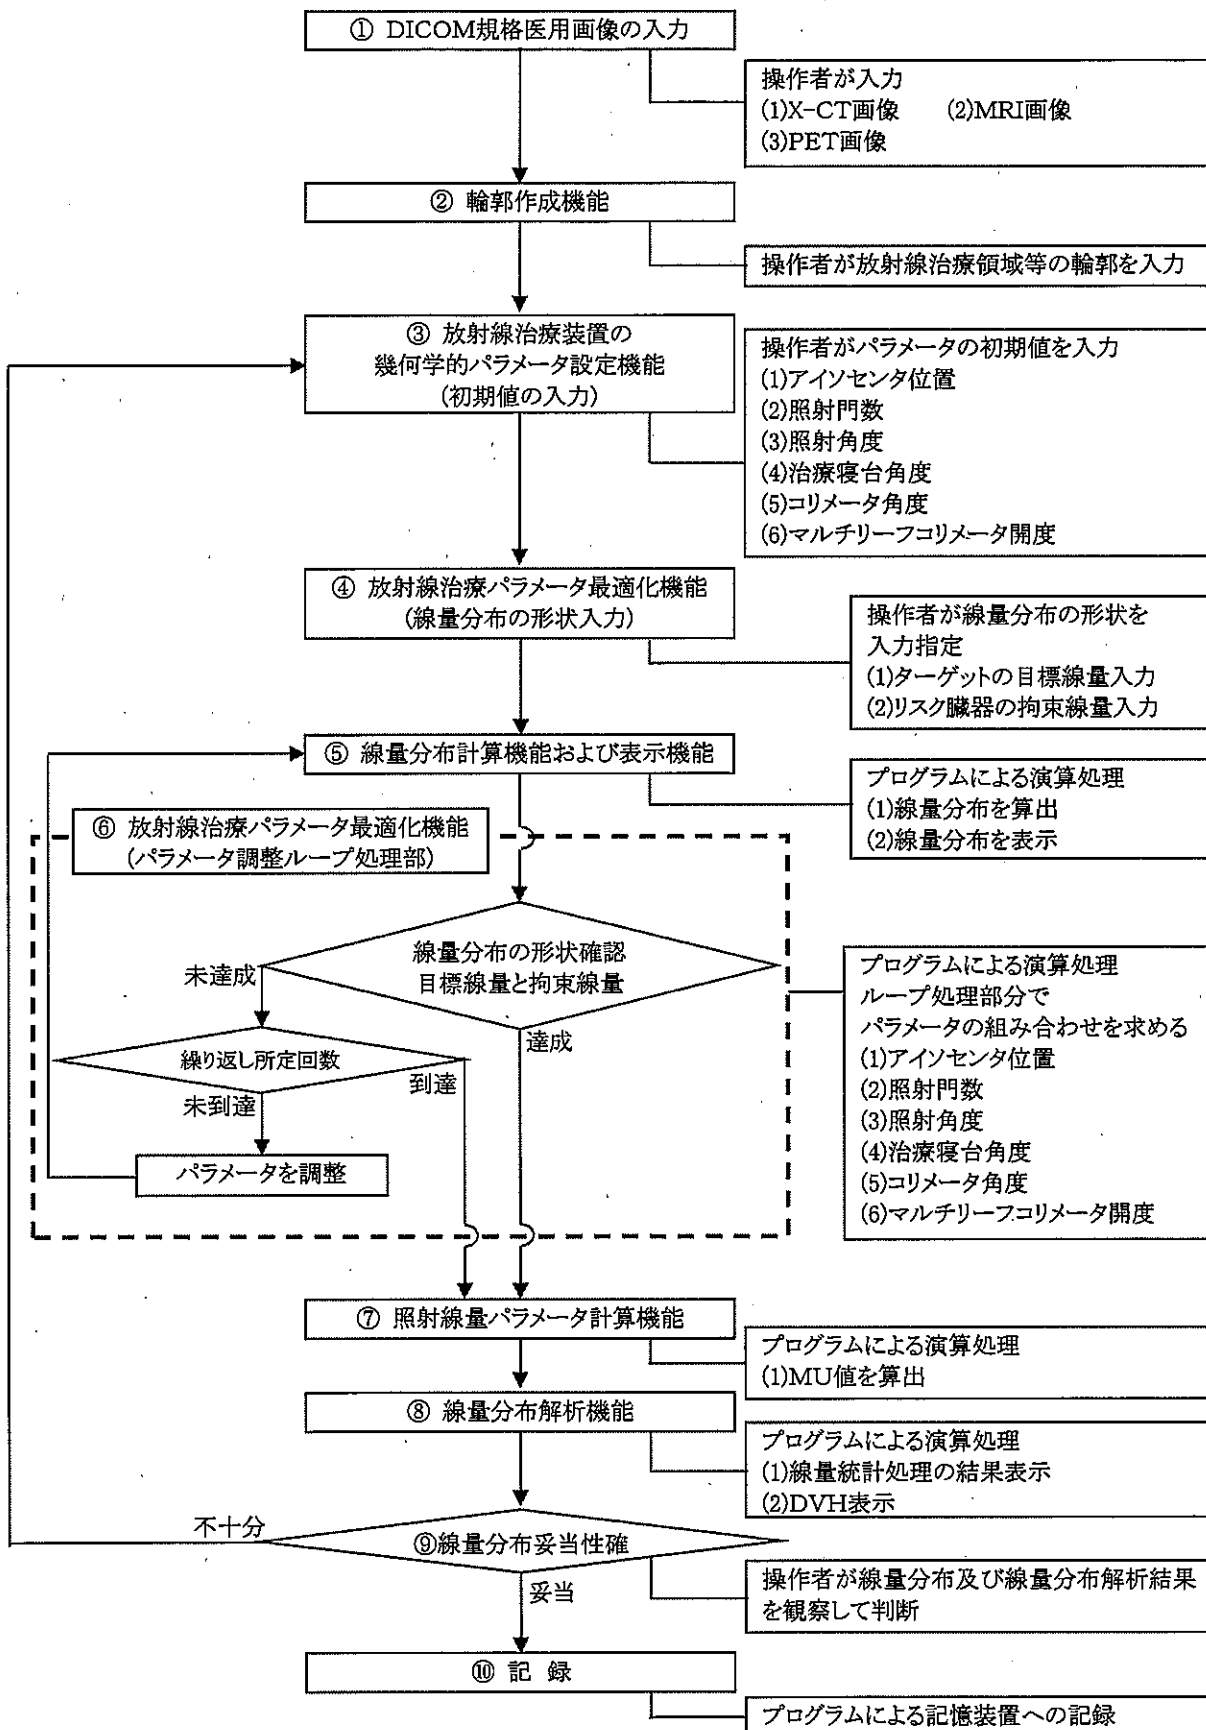 ① DICOM規格医用画像の入力
操作者が入力
(1)X-CT画像 (2)MRI画像
(3)PET画像
② 輪郭作成機能
操作者が放射線治療領域等の輪郭を入力
③ 放射線治療装置の
幾何学的パラメータ設定機能
(初期値の入力)
操作者がパラメータの初期値を入力
(1)アイソセンタ位置
(2)照射門数
(3)照射角度
(4)治療寝台角度
(5)コリメータ角度
(6)マルチリーフコリメータ開度
④ 放射線治療パラメータ最適化機能
(線量分布の形状入力)
操作者が線量分布の形状を
入力指定
(1)ターゲットの目標線量入力
(2)リスク臓器の拘束線量入力
⑤ 線量分布計算機能および表示機能
プログラムによる演算処理
(1)線量分布を算出
(2)線量分布を表示
⑥ 放射線治療パラメータ最適化機能
(パラメータ調整ループ処理部)
線量分布の形状確認
目標線量と拘束線量
未達成
達成
繰り返し所定回数
到達
未到達
パラメータを調整
プログラムによる演算処理
ループ処理部分で
パラメータの組み合わせを求める
(1)アイソセンタ位置
(2)照射門数
(3)照射角度
(4)治療寝台角度
(5)コリメータ角度
(6)マルチリーフコリメータ開度
⑦ 照射線量パラメータ計算機能
プログラムによる演算処理
(1)MU値を算出
⑧ 線量分布解析機能
プログラムによる演算処理
(1)線量統計処理の結果表示
(2)DVH表示
不十分
⑨線量分布妥当性確
妥当
操作者が線量分布及び線量分布解析結果
を観察して判断
⑩ 記 録
プログラムによる記憶装置への記録